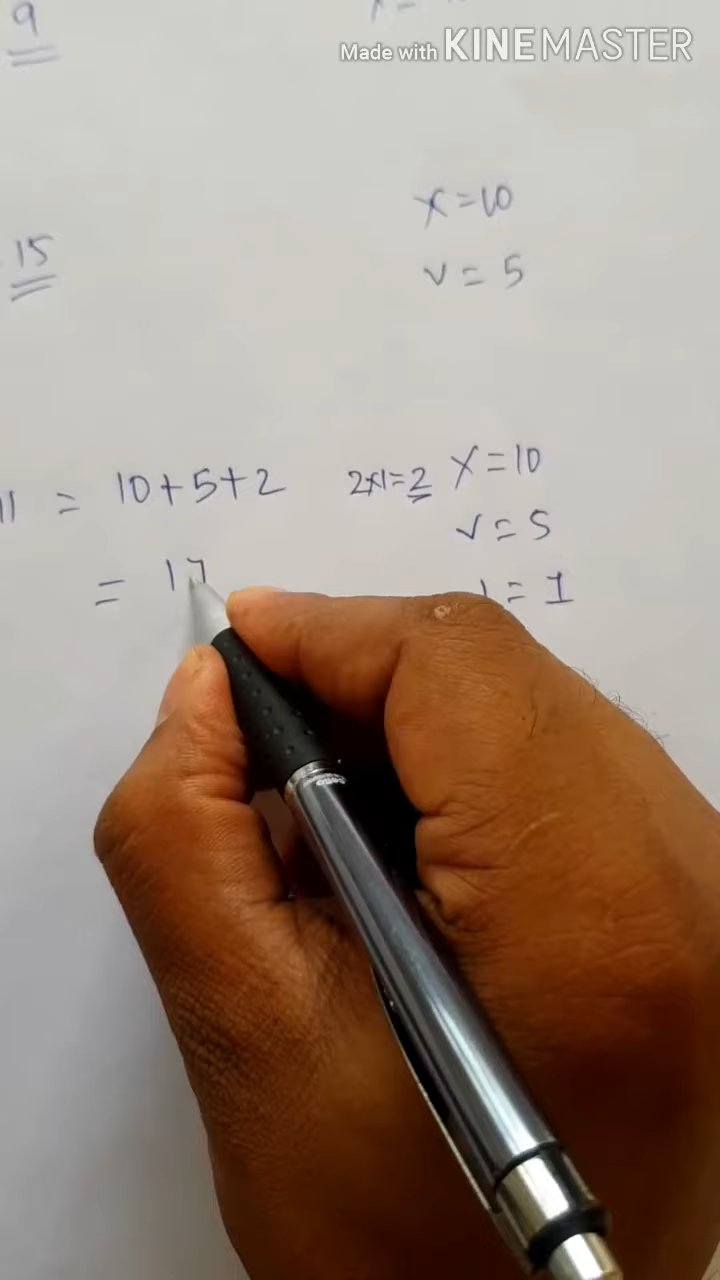 Made with KINEMASTER
9
X = 10
15
V = 5
11 = 10+5+2 2x1=2 X = 10
V = 5
= 17
= 1